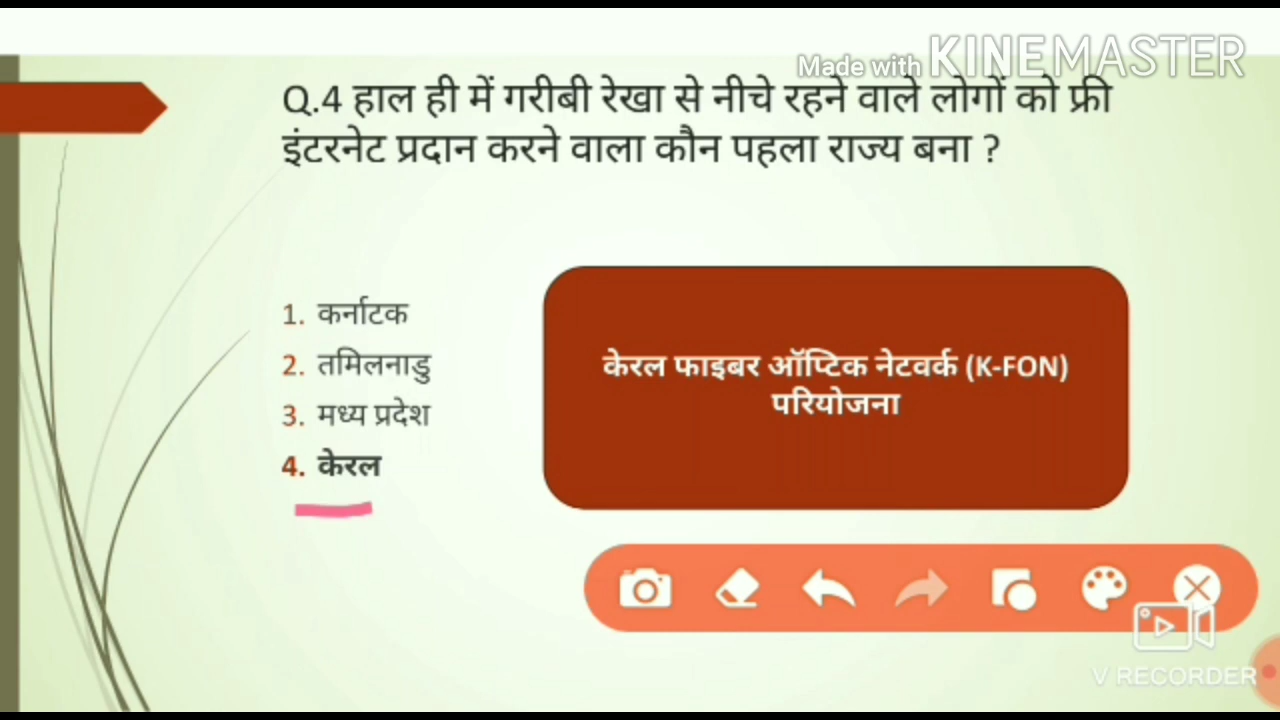 Made with KINEMASTER
Q.4 हाल ही में गरीबी रेखा से नीचे रहने वाले लोगों को फ्री
इंटरनेट प्रदान करने वाला कौन पहला राज्य बना ?
1. कर्नाटक
2. तमिलनाडु
3. मध्य प्रदेश
4. केरल
केरल फाइबर ऑप्टिक नेटवर्क (K-FON)
परियोजना
V RECORDER